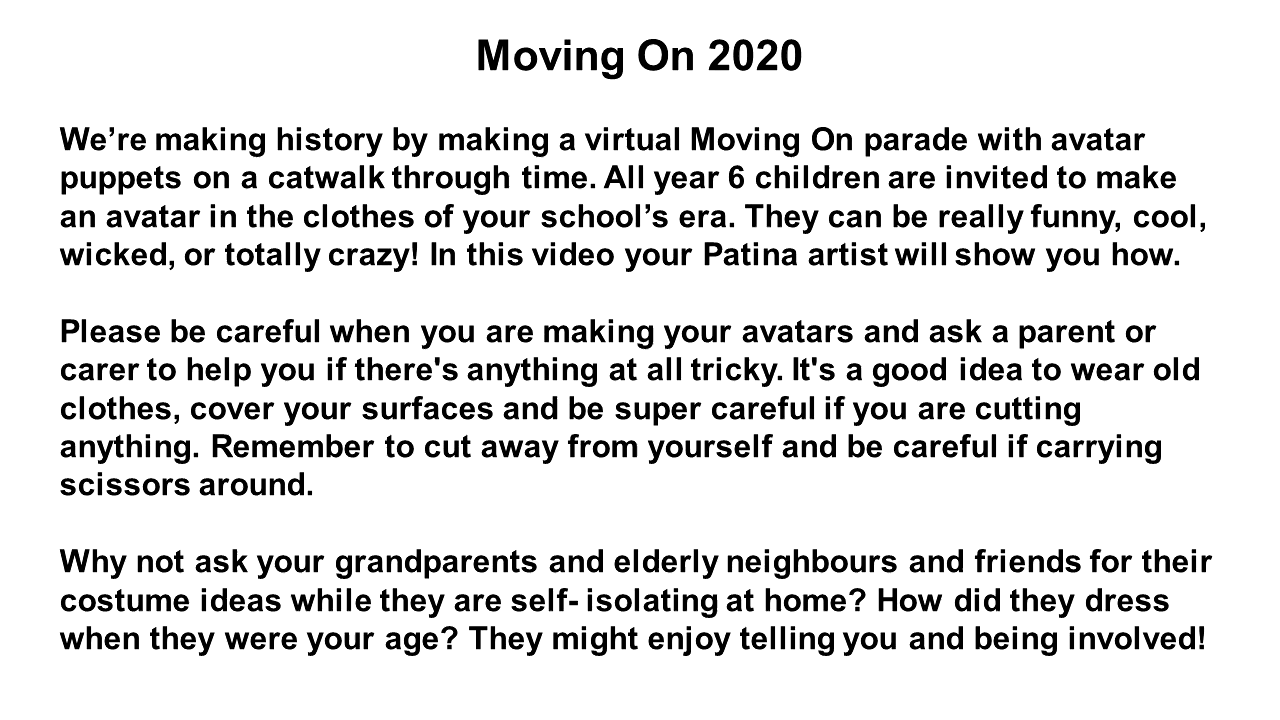 Moving On 2020
We’re making history by making a virtual Moving On parade with avatar
puppets on a catwalk through time. All year 6 children are invited to make
an avatar in the clothes of your school’s era. They can be really funny, cool,
wicked, or totally crazy! In this video your Patina artist will show you how.
Please be careful when you are making your avatars and ask a parent or
carer to help you if there's anything at all tricky. It's a good idea to wear old
clothes, cover your surfaces and be super careful if you are cutting
anything. Remember to cut away from yourself and be careful if carrying
scissors around.
Why not ask your grandparents and elderly neighbours and friends for their
costume ideas while they are self- isolating at home? How did they dress
when they were your age? They might enjoy telling you and being involved!